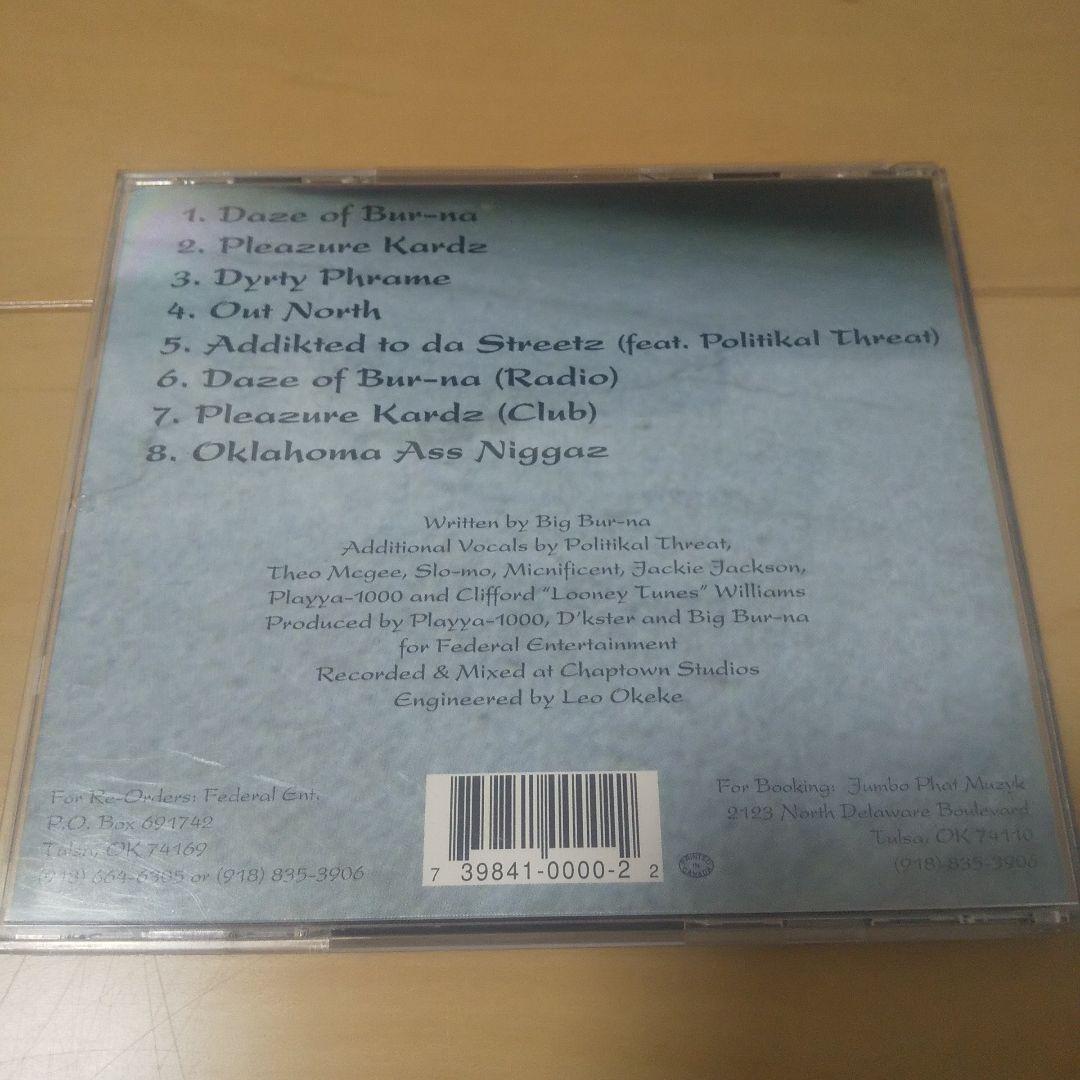 1. Daze of Bur-na
2. Pleazure Kardz
3. Dyrty Phrame
4. Out North
5. Addikted to da Streetz (feat. Politikal Threat)
6. Daze of Bur-na (Radio)
7. Pleazure Kardz (Club)
8. Oklahoma Ass Niggaz
Written by Big Bur-na
Additional Vocals by Politikal Threat,
Theo Mcgee, Slo-mo, Micnificent, Jackie Jackson,
Playya-1000 and Clifford "Looney Tunes" Williams
Produced by Playya-1000, D'kster and Big Bur-na
for Federal Entertainment
Recorded & Mixed at Chaptown Studios
Engineered by Leo Okeke
For Re-Orders: Federal Ent.
P.O. Box 691742
Tulsa, OK 74169
664-6305 or (918) 835-3906
7 39841-0000-2 2
PRINTED IN CANADA
For Booking: Jumbo Phat Muzyk
2123 North Delaware Boulevard
Tulsa, OK 74110
(918) 835-3906